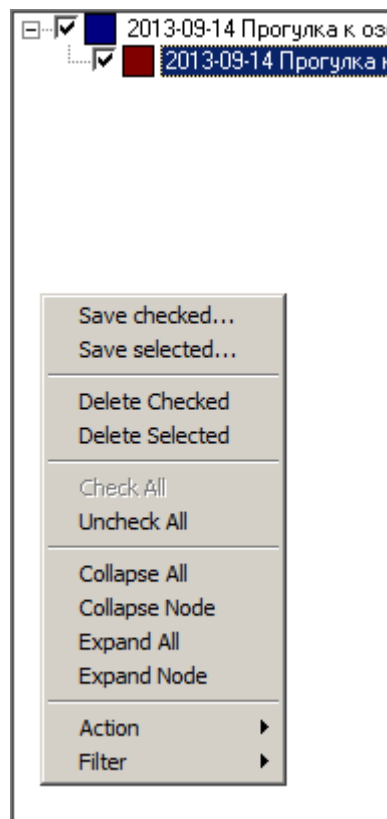 2013-09-14 Прогулка к
2013-09-14 Прогулка
Save checked...
Save selected...
Delete Checked
Delete Selected
Check All
Uncheck All
Collapse All
Collapse Node
Expand All
Expand Node
Action
Filter